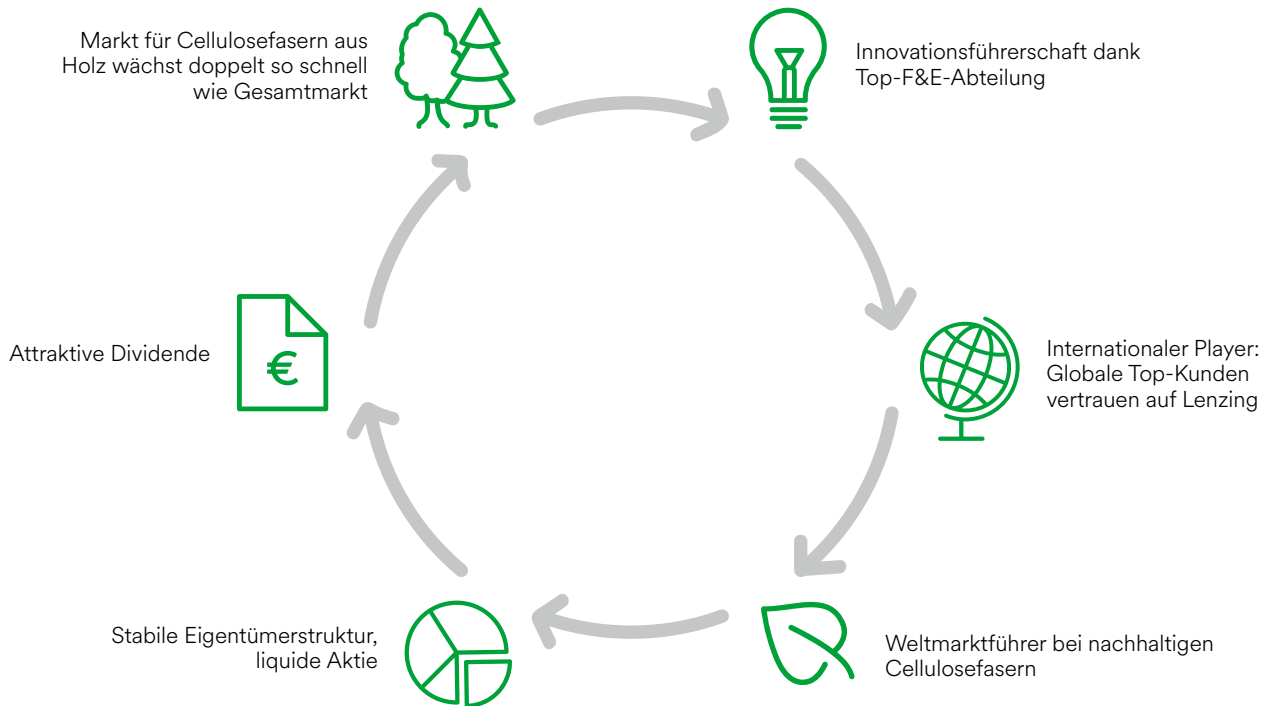 Markt für Cellulosefasern aus
Holz wächst doppelt so schnell
wie Gesamtmarkt
Innovationsführerschaft dank
Top-F&E-Abteilung
Internationaler Player:
Globale Top-Kunden
vertrauen auf Lenzing
Weltmarktführer bei nachhaltigen
Cellulosefasern
Stabile Eigentümerstruktur,
liquide Aktie
Attraktive Dividende
€